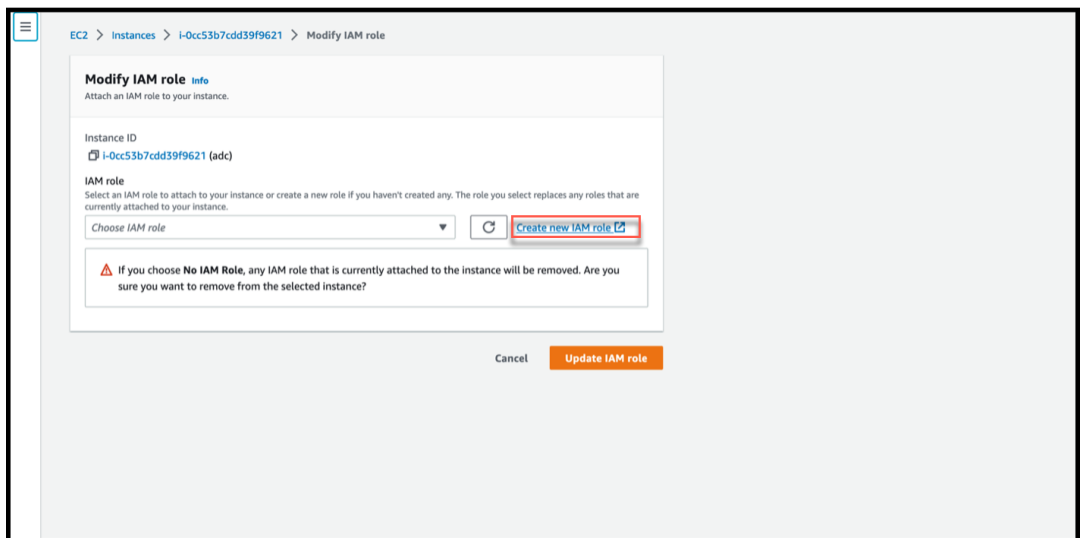 EC2 > Instances > i-0cc53b7cdd39f9621 > Modify IAM role
Modify IAM role Info
Attach an IAM role to your instance.
Instance ID
i-0cc53b7cdd39f9621 (adc)
IAM role
Select an IAM role to attach to your instance or create a new role if you haven't created any. The role you select replaces any roles that are
currently attached to your instance.
Choose IAM role
Create new IAM role
If you choose No IAM Role, any IAM role that is currently attached to the instance will be removed. Are you
sure you want to remove from the selected instance?
Cancel
Update IAM role